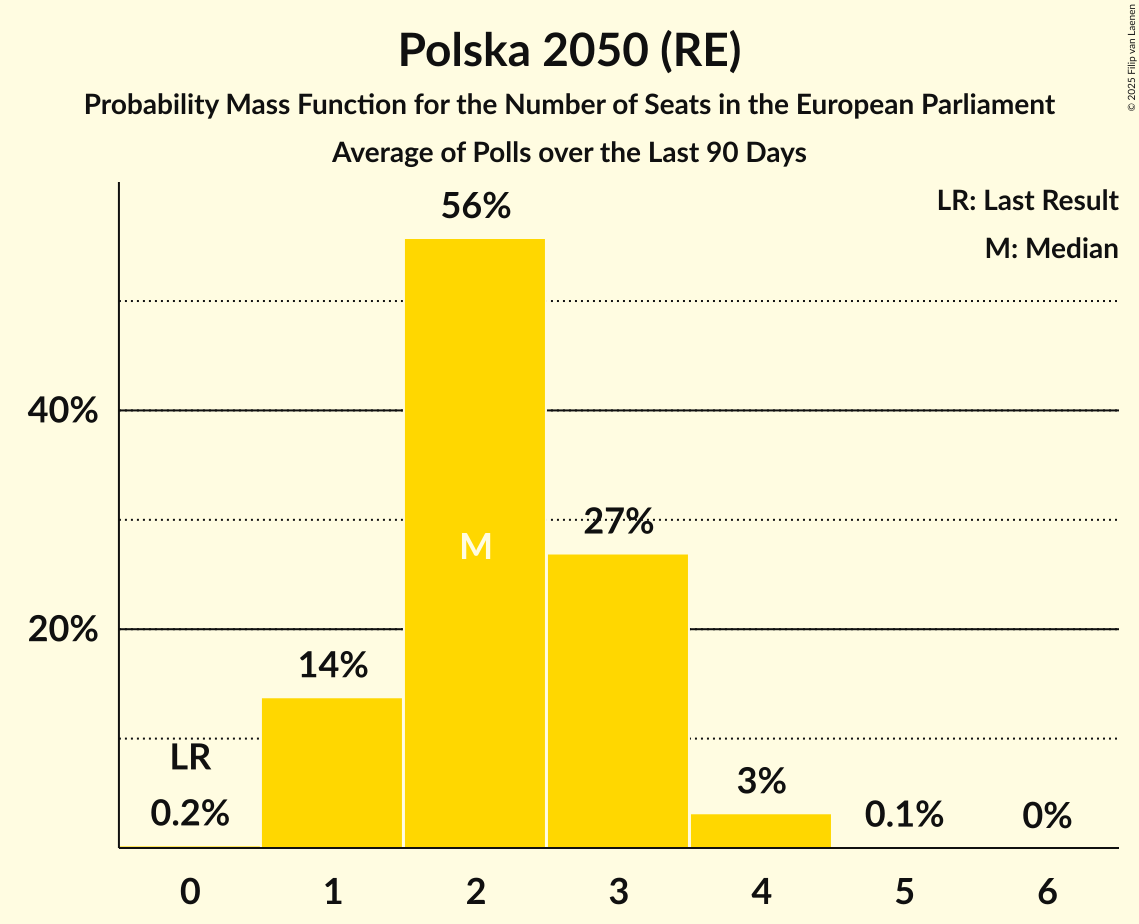 Polska 2050 (RE)
Probability Mass Function for the Number of Seats in the European Parliament
Average of Polls over the Last 90 Days
© 2025 Filip van Laenen
LR: Last Result
M: Median
56%
40%
27%
M
20%
14%
LR
0.2%
3%
0.1%
0%
0 1 2 3 4 5 6